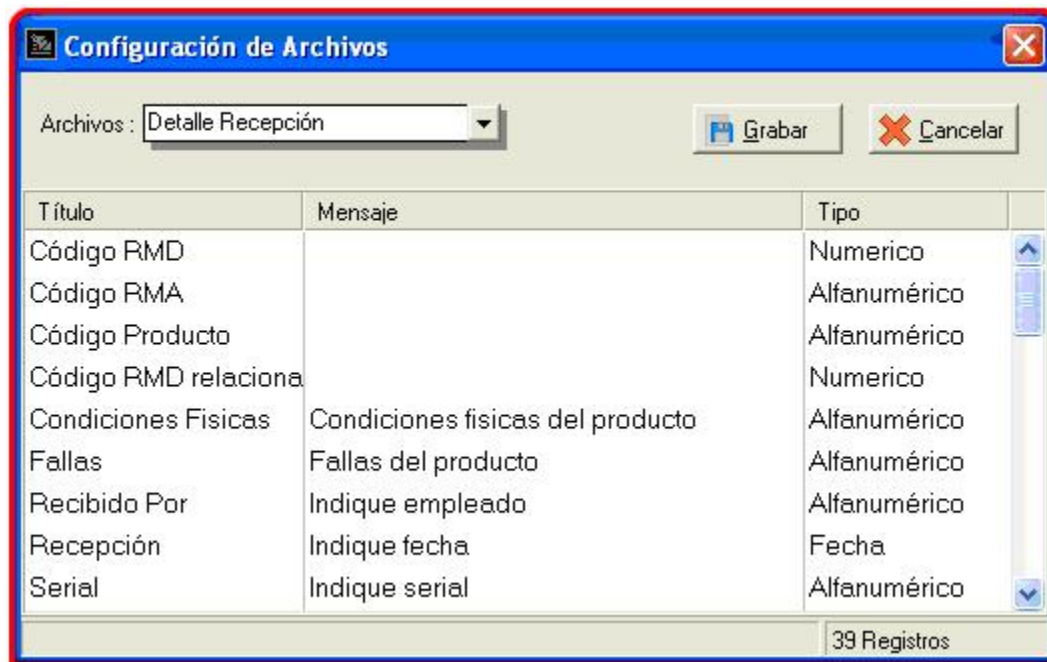 Configuración de Archivos
Archivos : Detalle Recepción Grabar Cancelar
Título Mensaje Tipo
Código RMD Numerico
Código RMA Alfanumérico
Código Producto Alfanumérico
Código RMD relaciona Numerico
Condiciones Fisicas Condiciones fisicas del producto Alfanumérico
Fallas Fallas del producto Alfanumérico
Recibido Por Indique empleado Alfanumérico
Recepción Indique fecha Fecha
Serial Indique serial Alfanumérico
39 Registros